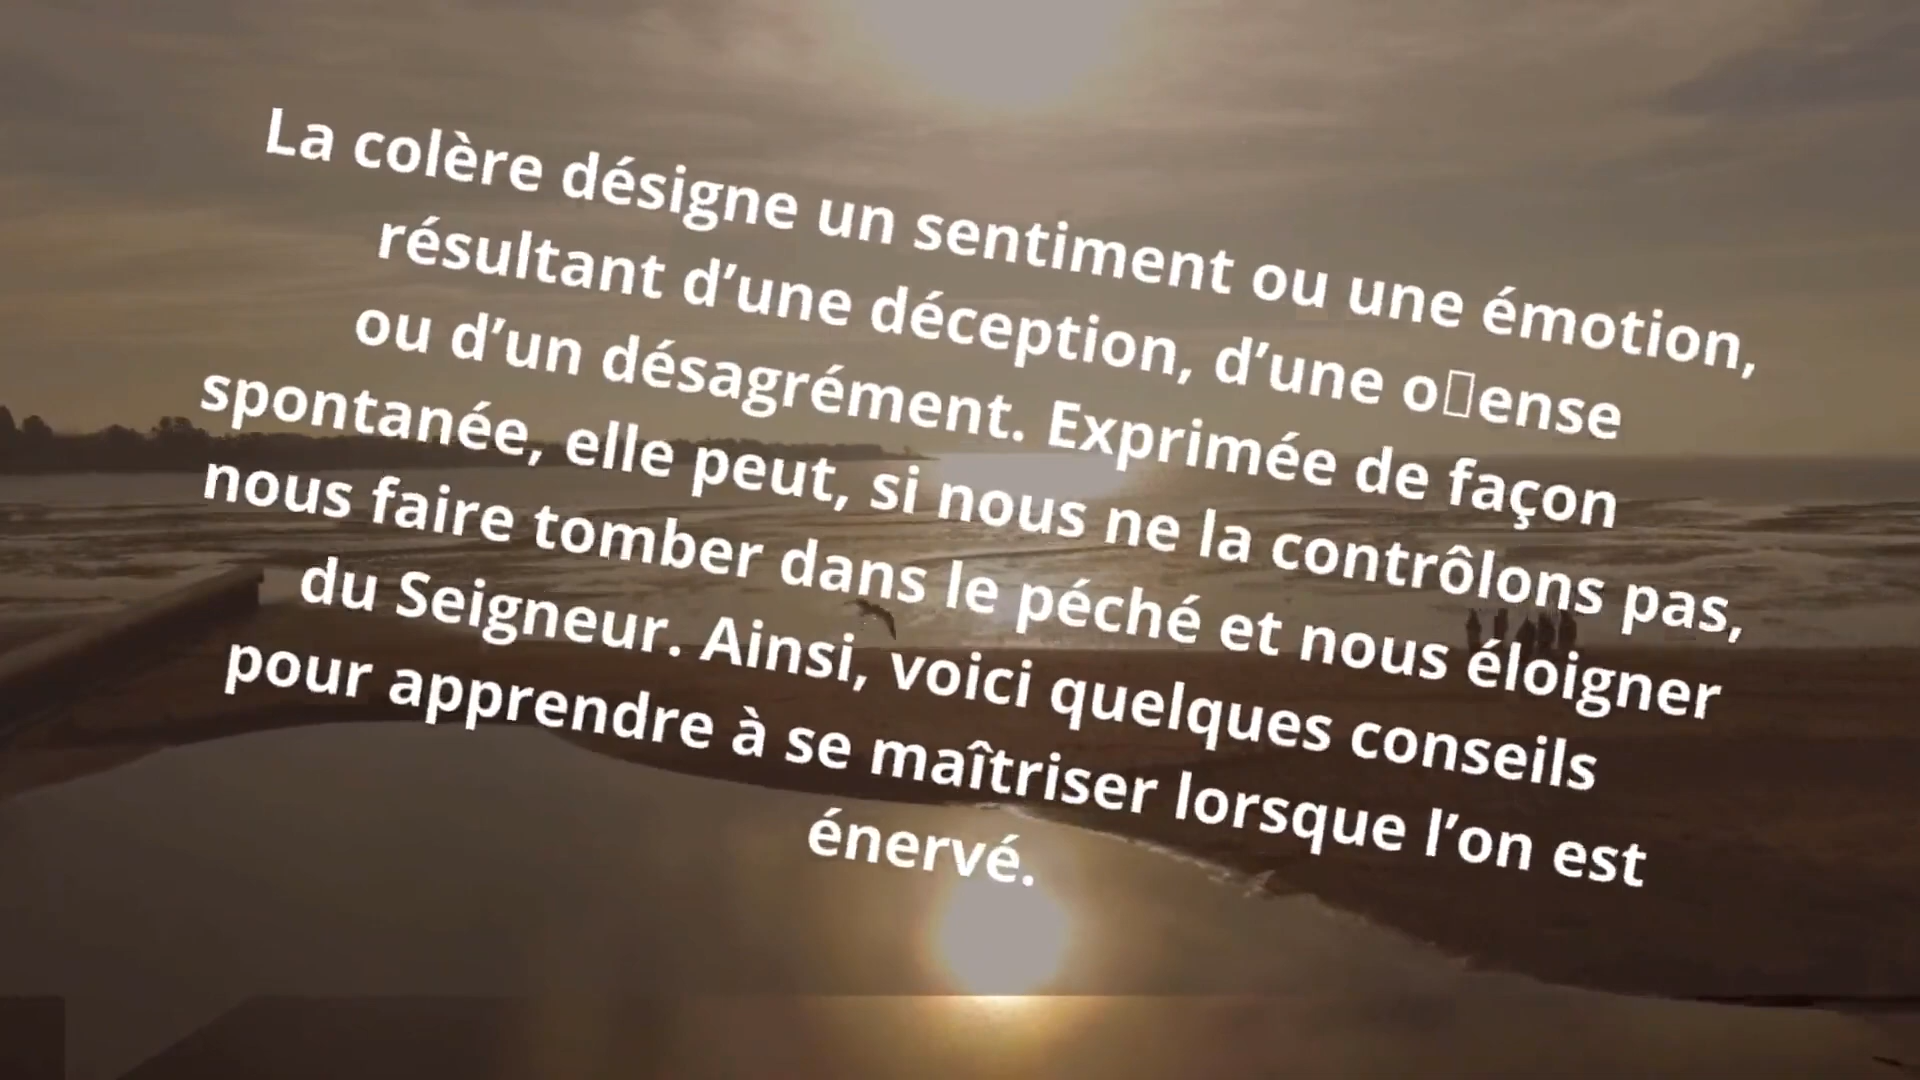 La colère désigne un sentiment ou une émotion,
résultant d’une déception, d’une o▯ense
ou d’un désagrément. Exprimée de façon
spontanée, elle peut, si nous ne la contrôlons pas,
nous faire tomber dans le péché et nous éloigner
du Seigneur. Ainsi, voici quelques conseils
pour apprendre à se maîtriser lorsque l’on est
énervé.